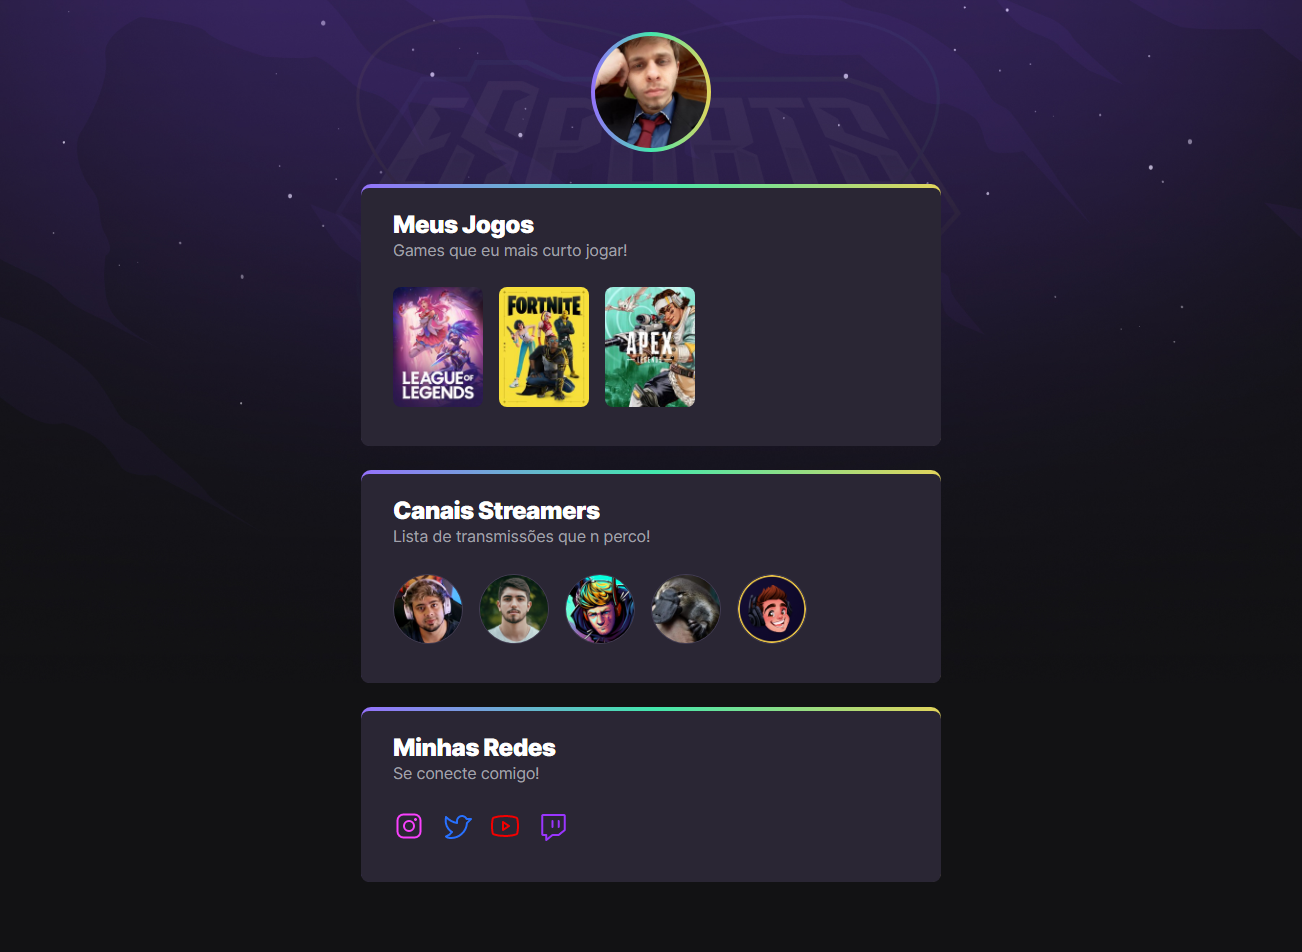 ESPORTS
Meus Jogos
Games que eu mais curto jogar!
LEAGUE OF
LEGENDS
FORTNITE
APEX
LEGENDS
Canais Streamers
Lista de transmissões que n perco!
Minhas Redes
Se conecte comigo!